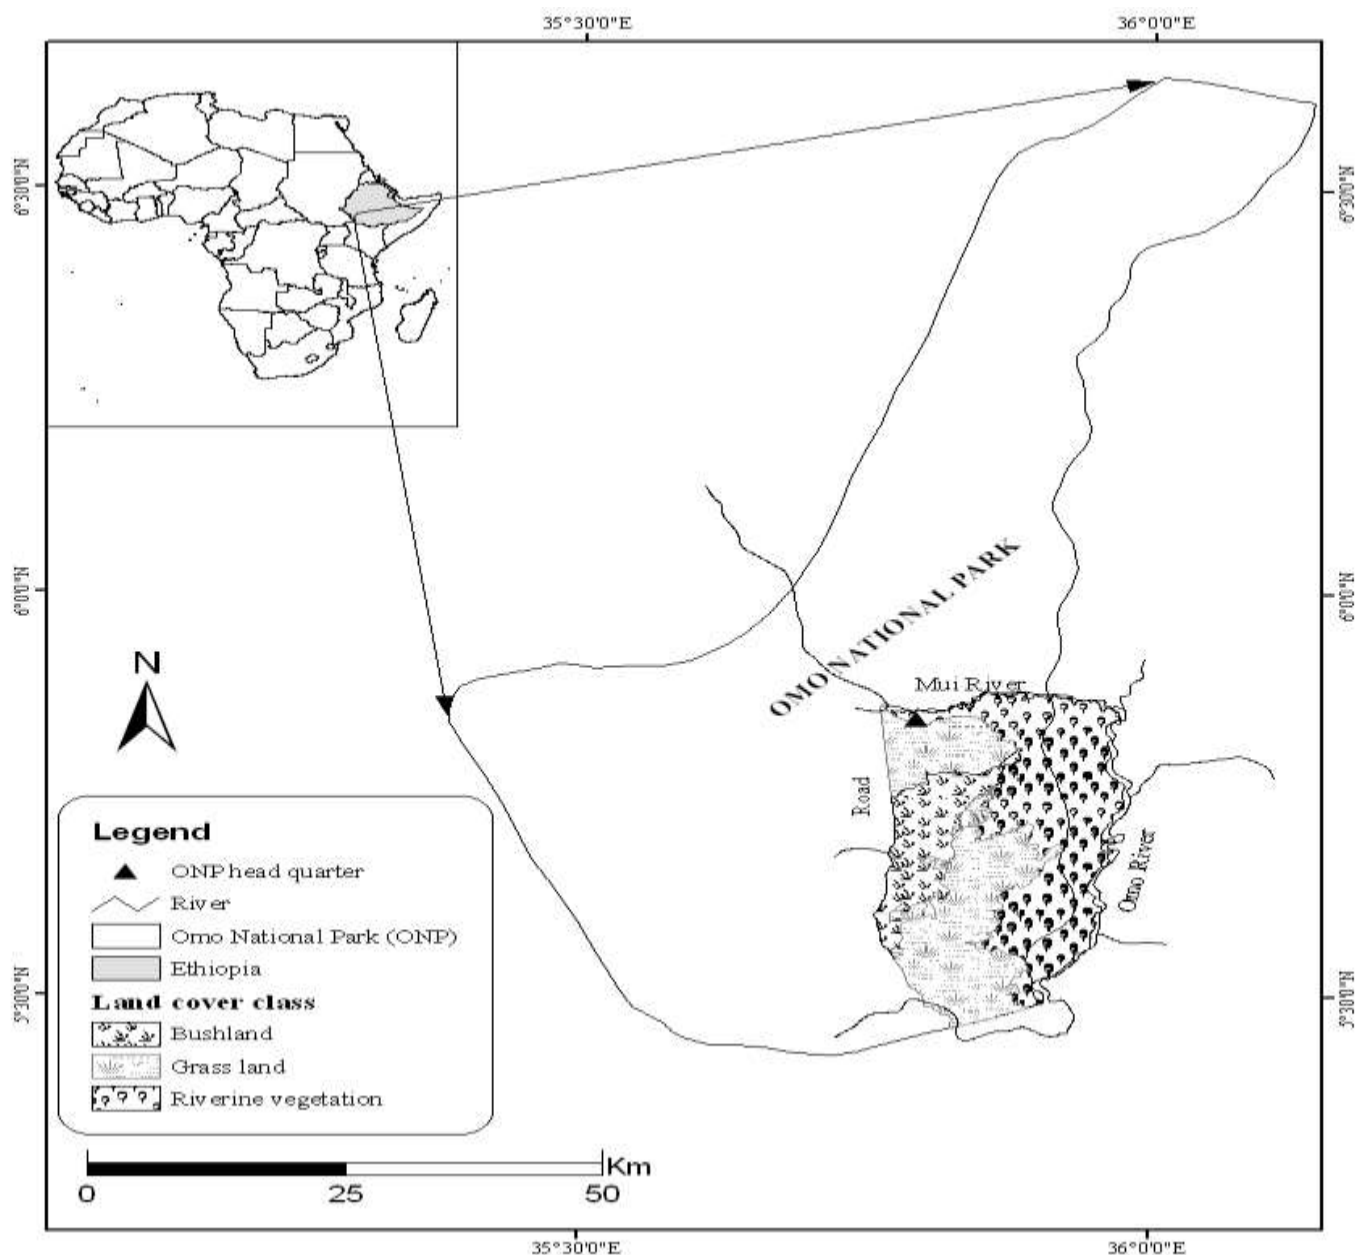 35°30'0"E
36°0'0"E
6°30'0"N
6°30'0"N
6°0'0"N
6°0'0"N
5°30'0"N
5°30'0"N
OMO NATIONAL PARK
Mui River
Road
Omo River
N
Legend
ONP head quarter
River
Omo National Park (ONP)
Ethiopia
Land cover class
Bushland
Grass land
Riverine vegetation
Km
0
25
50
35°30'0"E
36°0'0"E